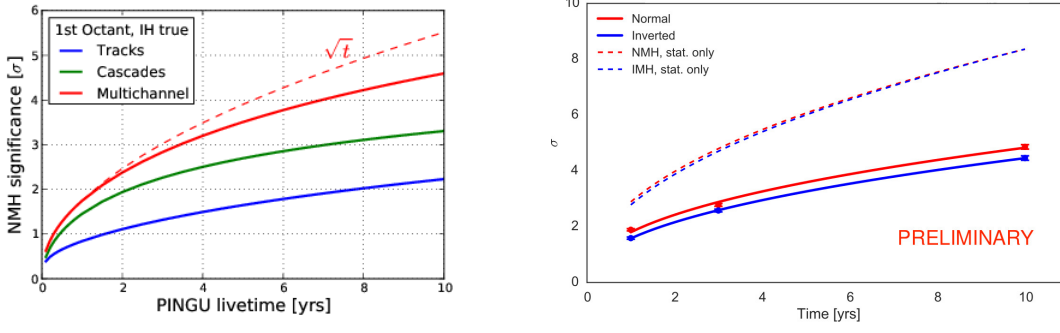 6
5
4
3
2
1
0
NMH significance [σ]
1st Octant, IH true
Tracks
Cascades
Multichannel
√t
0 2 4 6 8 10
PINGU livetime [yrs]
10
8
6
4
2
0
σ
Normal
Inverted
NMH, stat. only
IMH, stat. only
PRELIMINARY
0 2 4 6 8 10
Time [yrs]